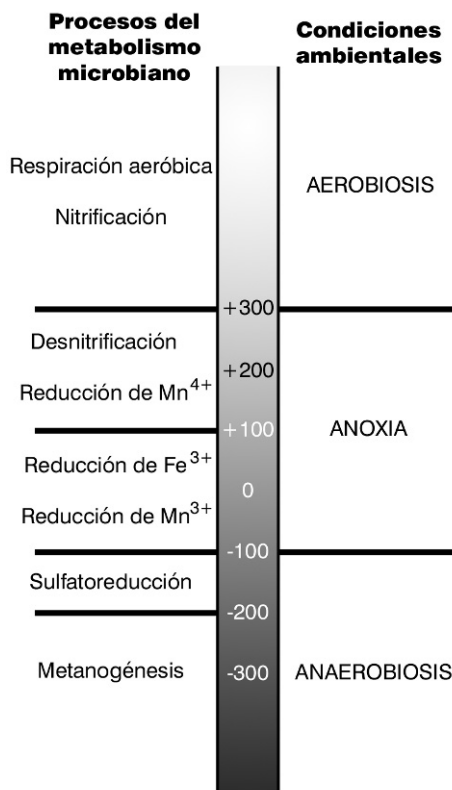 Procesos del
metabolismo
microbiano
Condiciones
ambientales
Respiración aeróbica
AEROBIOSIS
Nitrificación
+300
Desnitrificación
+200
Reducción de Mn4+
+100
ANOXIA
Reducción de Fe3+
0
Reducción de Mn3+
-100
Sulfatoreducción
-200
Metanogénesis
-300
ANAEROBIOSIS